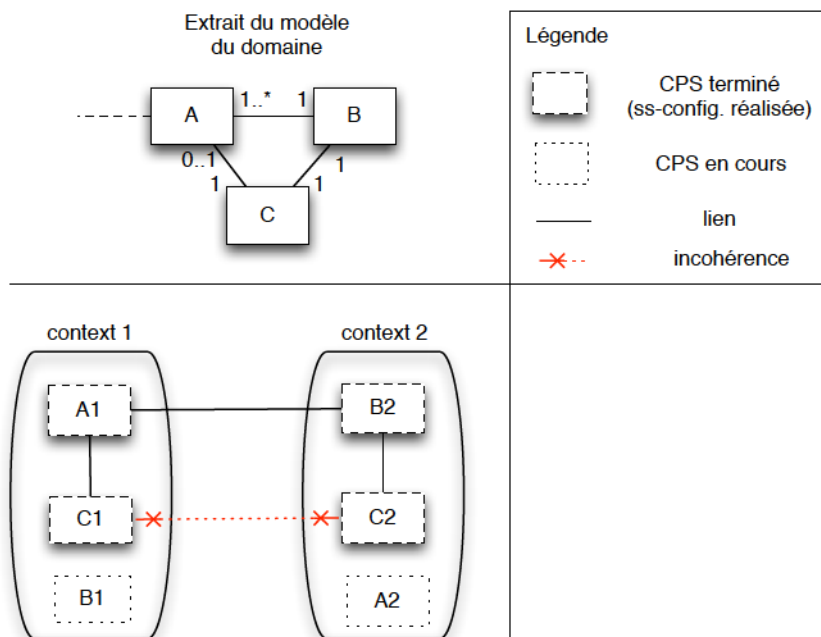 Extrait du modèle
du domaine
A
1..*
1
B
0..1
1
1
1
C
Légende
CPS terminé
(ss-config. réalisée)
CPS en cours
lien
incohérence
context 1
context 2
A1
B2
C1
C2
B1
A2